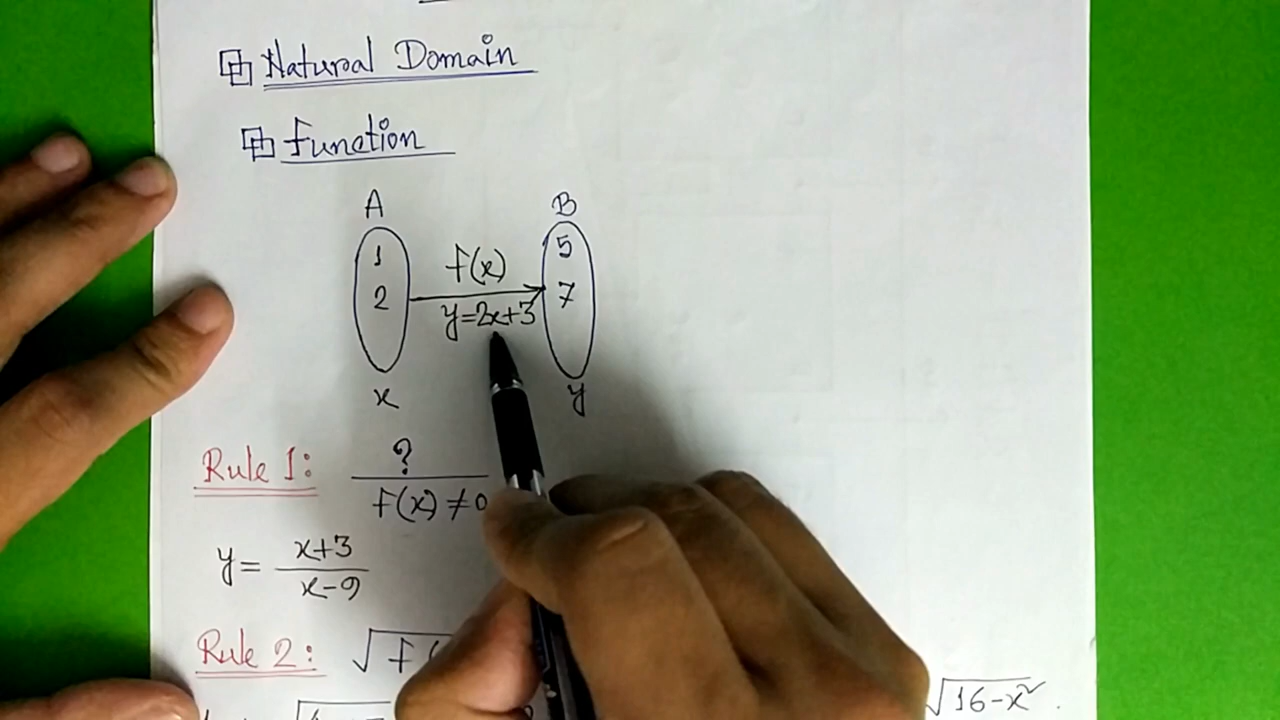 Natural Domain
Function
A B
1 f(x) 5
2 y=2x+3 7
x y
Rule 1: ?
f(x) ≠ 0
y = x+3
x-9
Rule 2: √f(
√16-x²